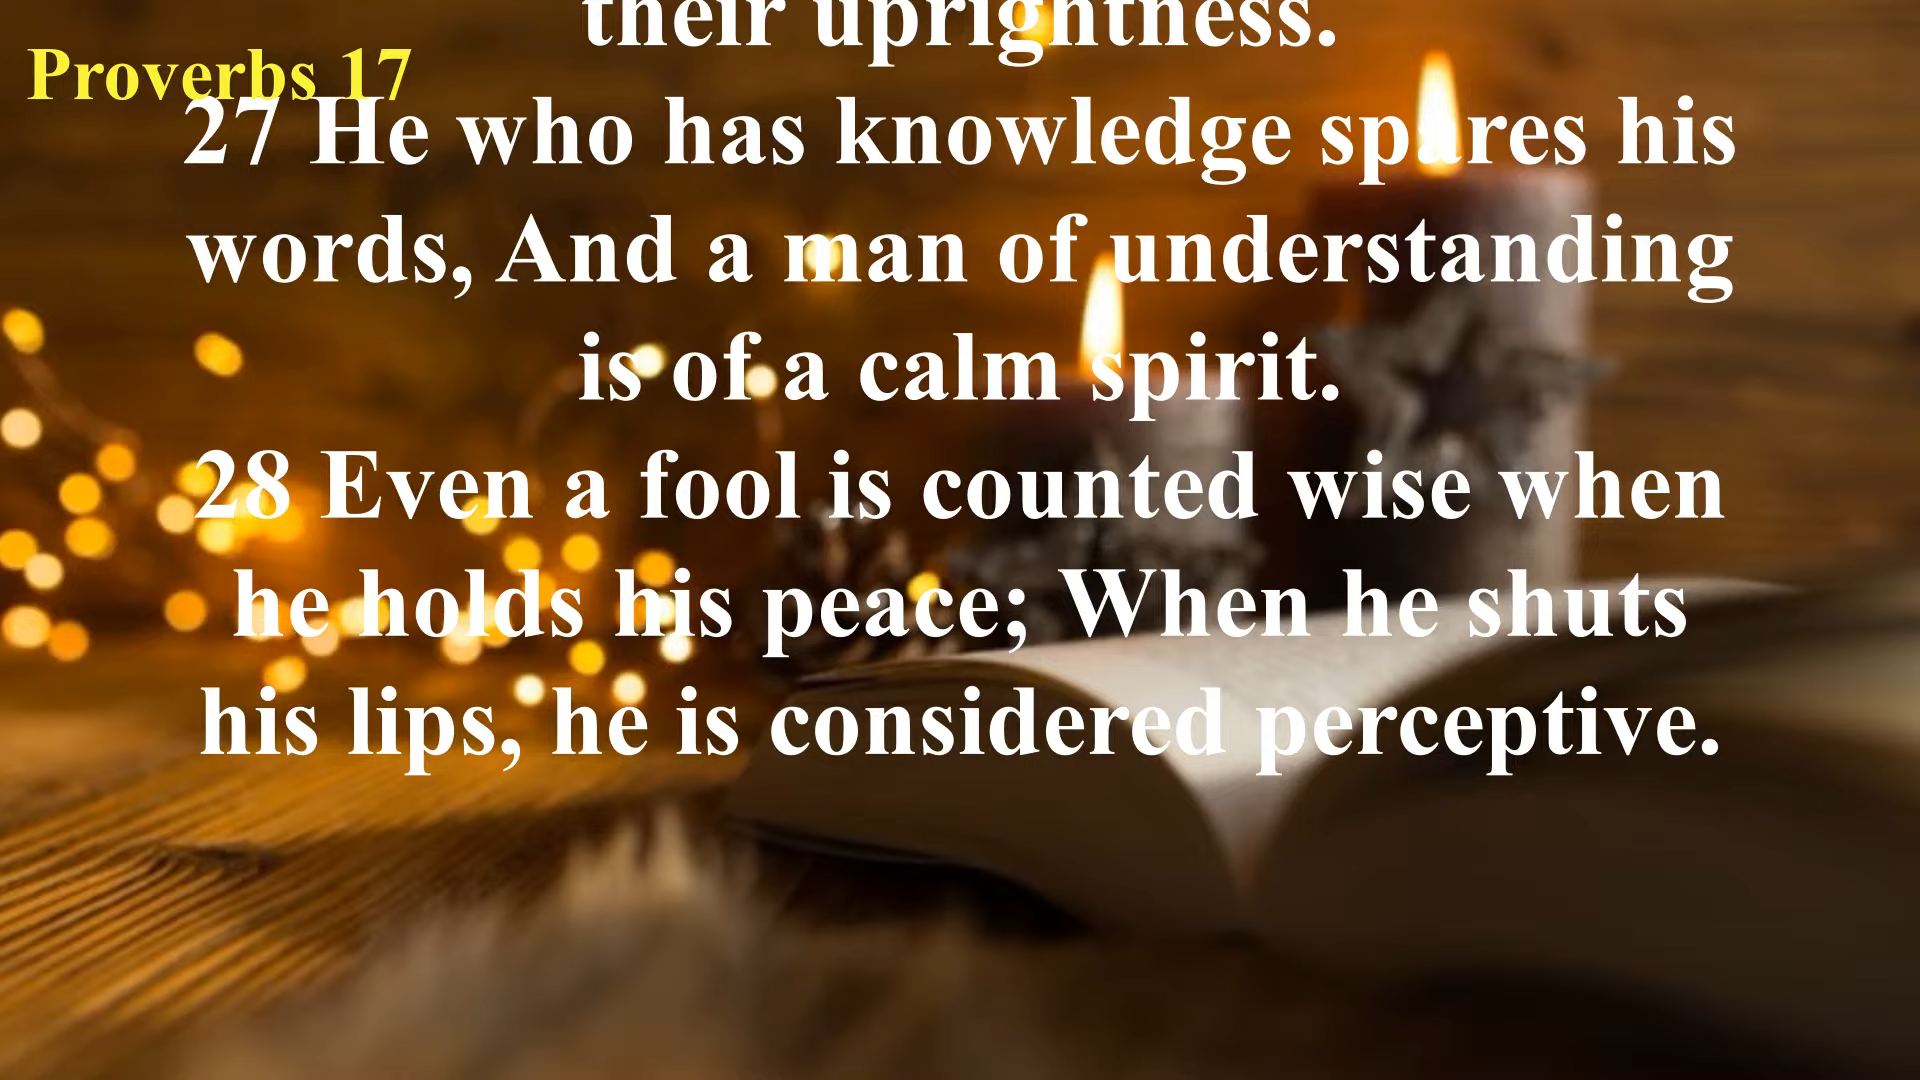 their uprightness.
Proverbs 17
27 He who has knowledge spares his
words, And a man of understanding
is of a calm spirit.
28 Even a fool is counted wise when
he holds his peace; When he shuts
his lips, he is considered perceptive.